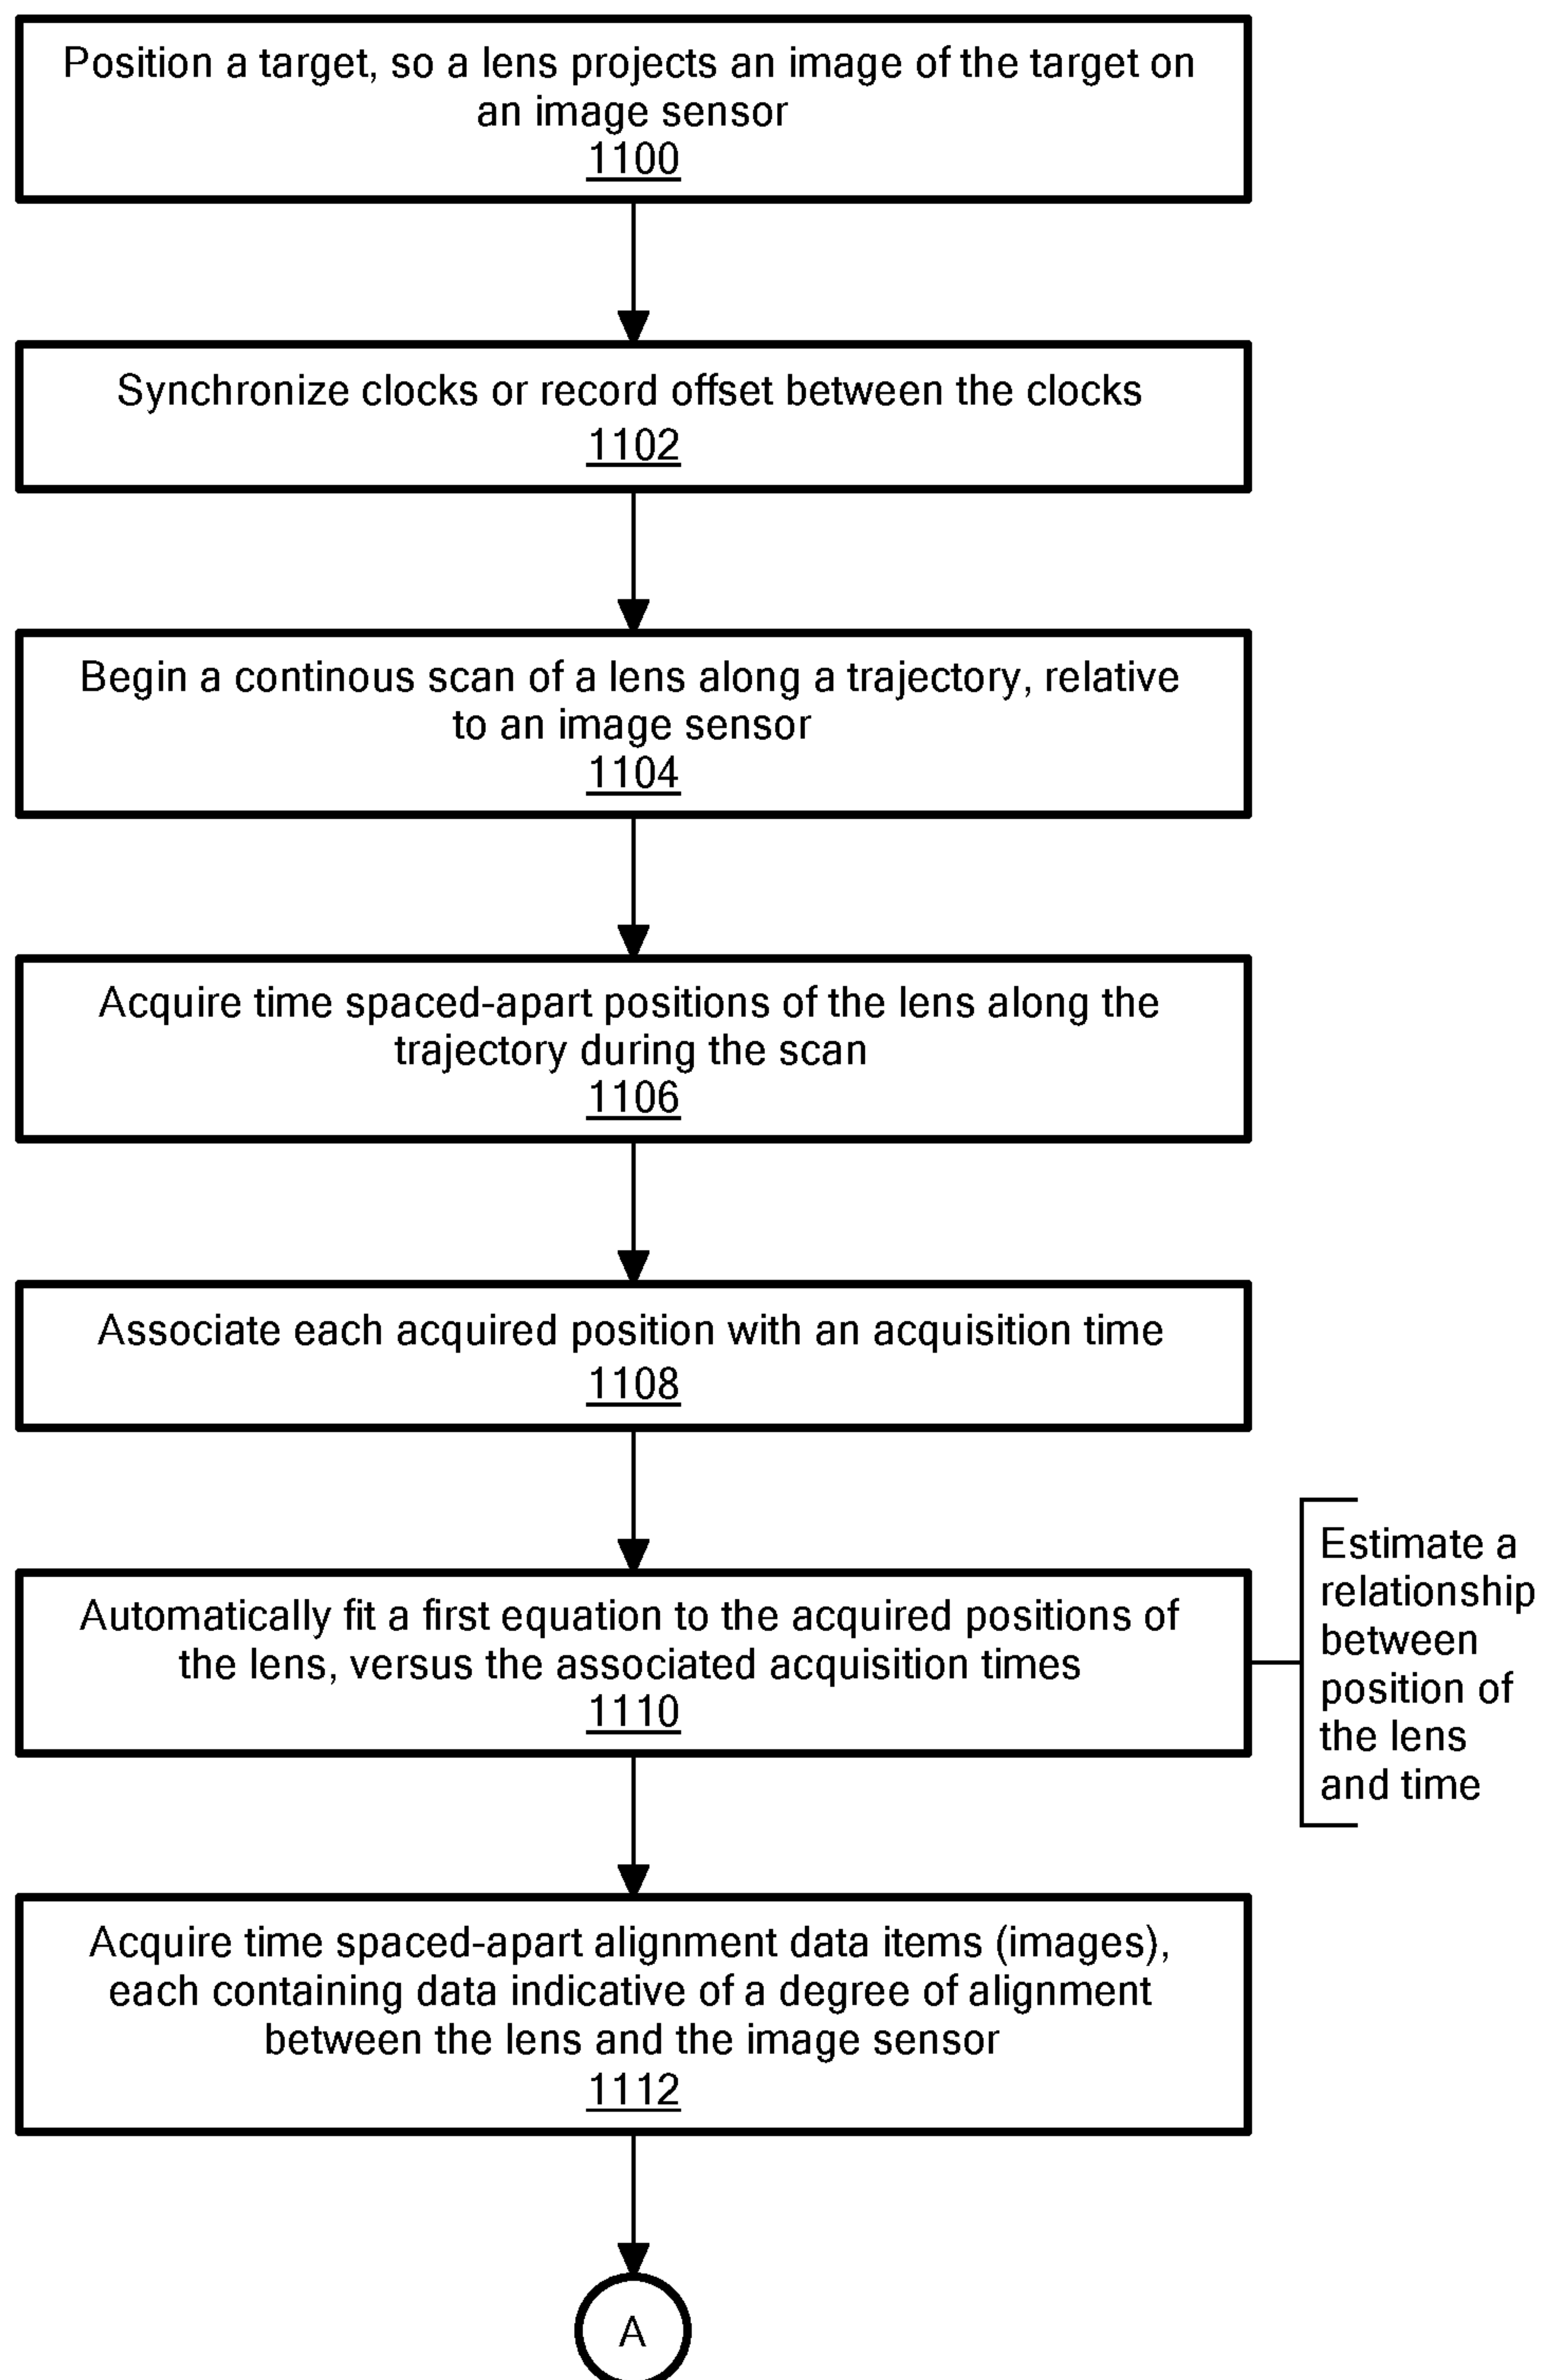 Position a target, so a lens projects an image of the target on
an image sensor
1100
Synchronize clocks or record offset between the clocks
1102
Begin a continous scan of a lens along a trajectory, relative
to an image sensor
1104
Acquire time spaced-apart positions of the lens along the
trajectory during the scan
1106
Associate each acquired position with an acquisition time
1108
Automatically fit a first equation to the acquired positions of
the lens, versus the associated acquisition times
1110
Estimate a
relationship
between
position of
the lens
and time
Acquire time spaced-apart alignment data items (images),
each containing data indicative of a degree of alignment
between the lens and the image sensor
1112
A